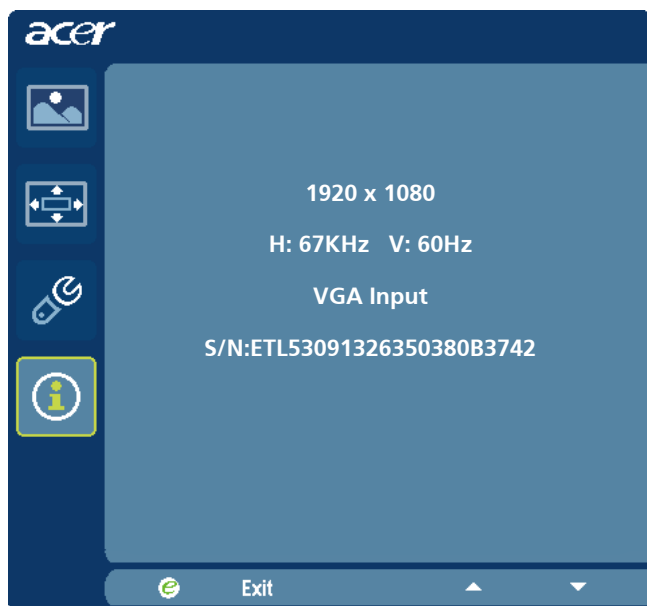 acer
1920 x 1080
H: 67KHz V: 60Hz
VGA Input
S/N:ETL53091326350380B3742
e Exit